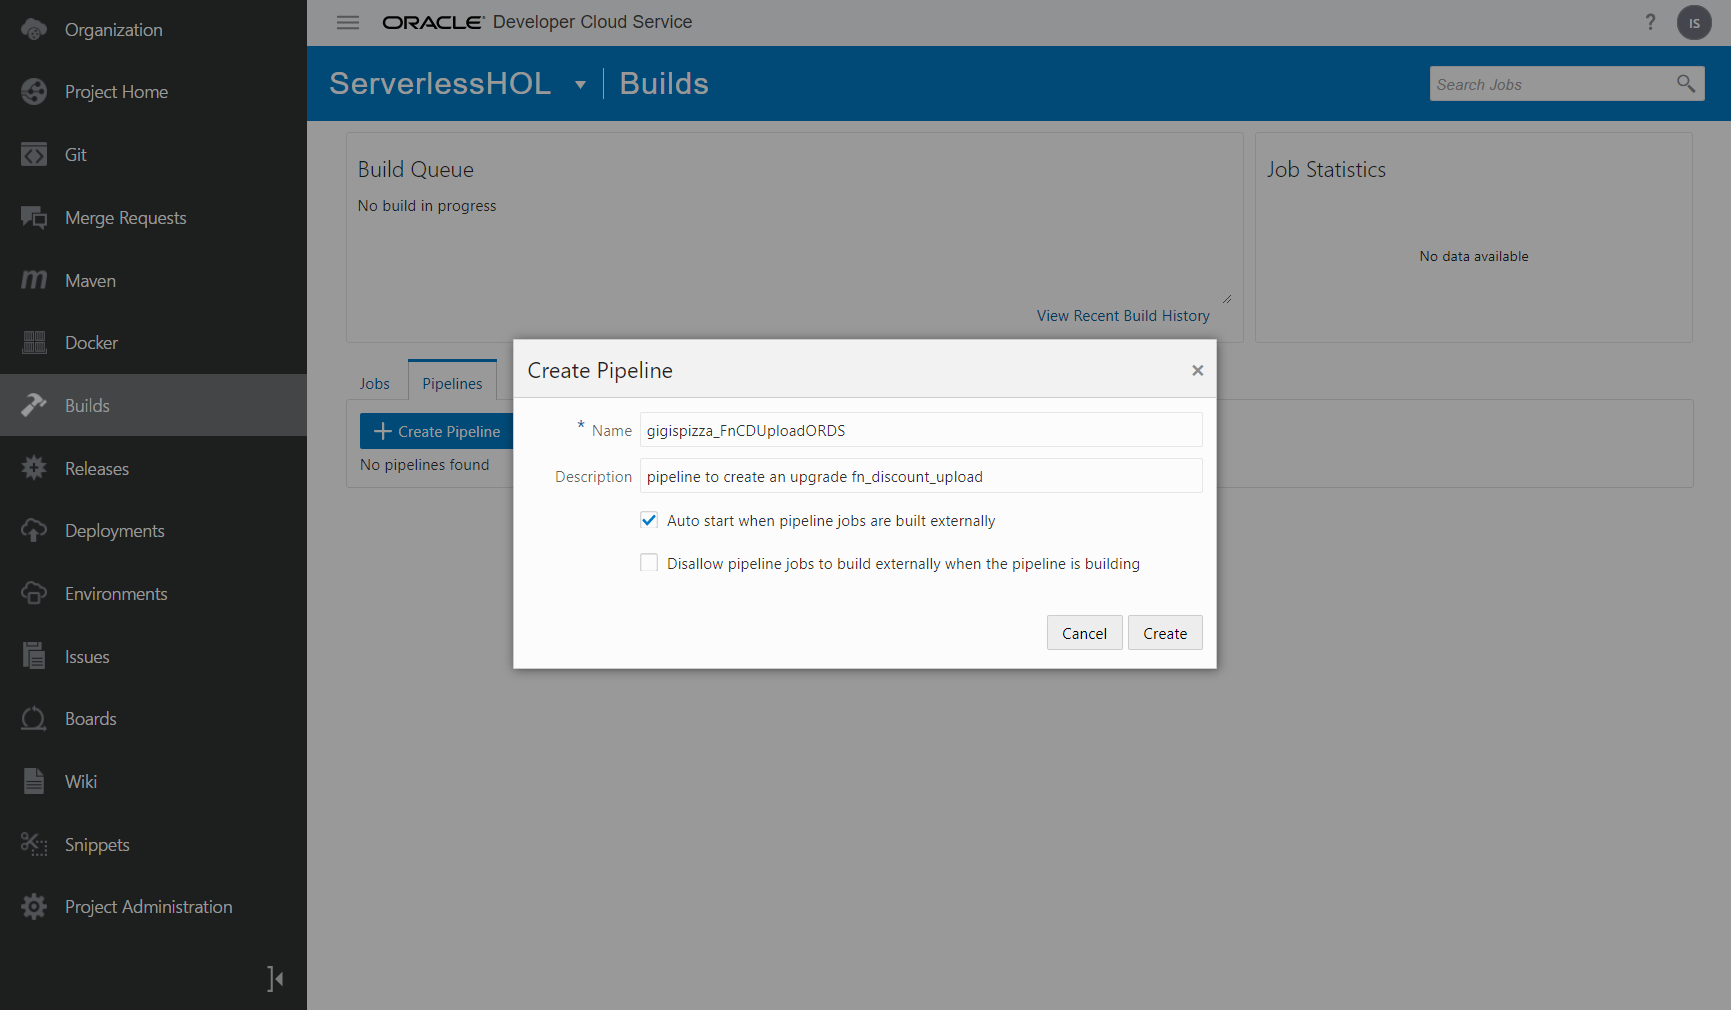 Organization
Project Home
Git
Merge Requests
Maven
Docker
Builds
Releases
Deployments
Environments
Issues
Boards
Wiki
Snippets
Project Administration
ORACLE Developer Cloud Service
? IS
ServerlessHOL Builds
Search Jobs
Build Queue
No build in progress
View Recent Build History
Job Statistics
No data available
Jobs Pipelines
Create Pipeline
No pipelines found
Create Pipeline
* Name gigispizza_FnCDUploadORDS
Description pipeline to create an upgrade fn_discount_upload
Auto start when pipeline jobs are built externally
Disallow pipeline jobs to build externally when the pipeline is building
Cancel Create